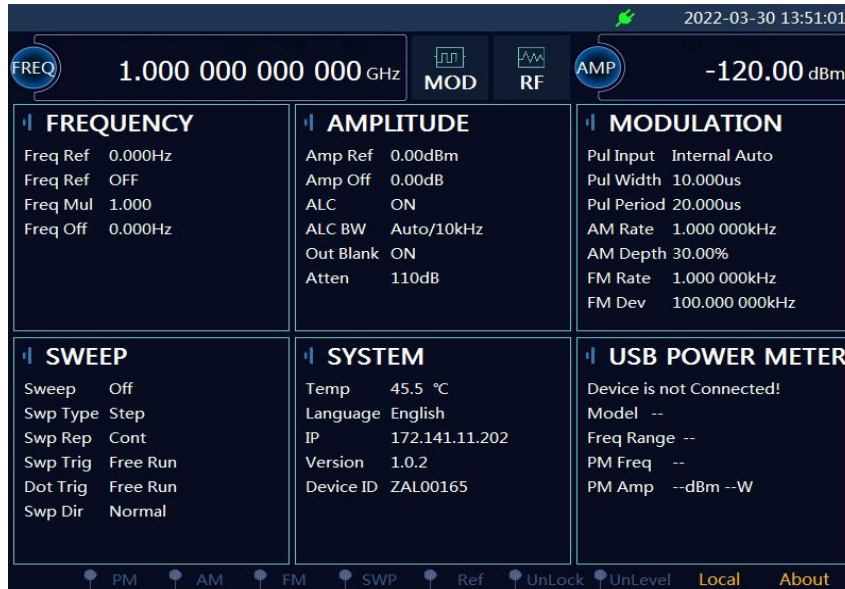 2022-03-30 13:51:01
FREQ 1.000 000 000 000 GHz MOD RF AMP -120.00 dBm
FREQUENCY
Freq Ref 0.000Hz
Freq Ref OFF
Freq Mul 1.000
Freq Off 0.000Hz
AMPLITUDE
Amp Ref 0.00dBm
Amp Off 0.00dB
ALC ON
ALC BW Auto/10kHz
Out Blank ON
Atten 110dB
MODULATION
Pul Input Internal Auto
Pul Width 10.000us
Pul Period 20.000us
AM Rate 1.000 000kHz
AM Depth 30.00%
FM Rate 1.000 000kHz
FM Dev 100.000 000kHz
SWEEP
Sweep Off
Swp Type Step
Swp Rep Cont
Swp Trig Free Run
Dot Trig Free Run
Swp Dir Normal
SYSTEM
Temp 45.5 ℃
Language English
IP 172.141.11.202
Version 1.0.2
Device ID ZAL00165
USB POWER METER
Device is not Connected!
Model --
Freq Range --
PM Freq --
PM Amp --dBm --W
PM AM FM SWP Ref UnLock UnLevel Local About